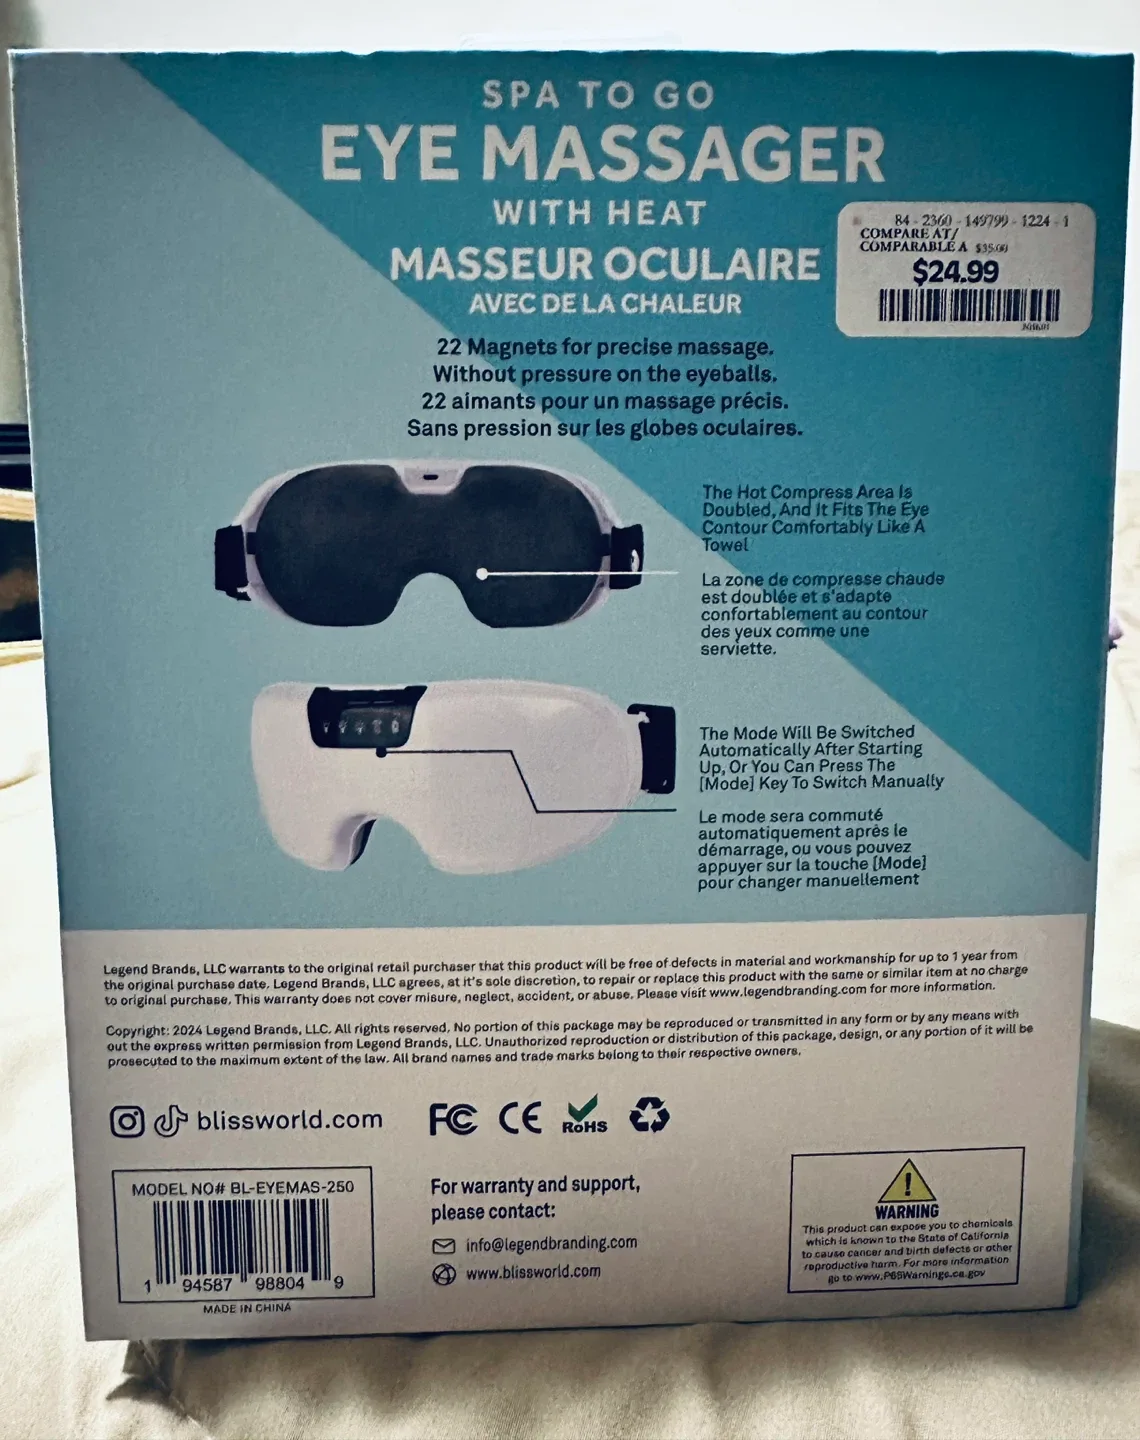 SPA TO GO
EYE MASSAGER
WITH HEAT
MASSEUR OCULAIRE
AVEC DE LA CHALEUR
84 - 2360 - 149799 - 1224 - 1
COMPARE AT/
COMPARABLE A $35.00
$24.99
22 Magnets for precise massage.
Without pressure on the eyeballs.
22 aimants pour un massage précis.
Sans pression sur les globes oculaires.
The Hot Compress Area Is
Doubled, And It Fits The Eye
Contour Comfortably Like A
Towel
La zone de compresse chaude
est doublée et s'adapte
confortablement au contour
des yeux comme une
serviette.
The Mode Will Be Switched
Automatically After Starting
Up, Or You Can Press The
[Mode] Key To Switch Manually
Le mode sera commuté
automatiquement après le
démarrage, ou vous pouvez
appuyer sur la touche [Mode]
pour changer manuellement
Legend Brands, LLC warrants to the original retail purchaser that this product will be free of defects in material and workmanship for up to 1 year from
the original purchase date. Legend Brands, LLC agrees, at it's sole discretion, to repair or replace this product with the same or similar item at no charge
to original purchase. This warranty does not cover misure, neglect, accident, or abuse. Please visit www.legendbranding.com for more information.
Copyright: 2024 Legend Brands, LLC. All rights reserved. No portion of this package may be reproduced or transmitted in any form or by any means with
out the express written permission from Legend Brands, LLC. Unauthorized reproduction or distribution of this package, design, or any portion of it will be
prosecuted to the maximum extent of the law. All brand names and trade marks belong to their respective owners.
blissworld.com
FC CE RoHS
MODEL NO# BL-EYEMAS-250
1 94587 98804 9
MADE IN CHINA
For warranty and support,
please contact:
info@legendbranding.com
www.blissworld.com
WARNING
This product can expose you to chemicals
which is known to the State of California
to cause cancer and birth defects or other
reproductive harm. For more information
go to www.P65Warnings.ca.gov